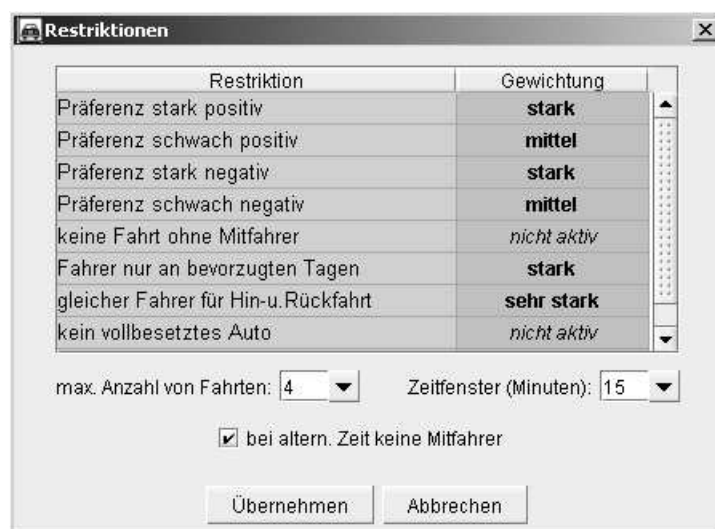 Restriktionen
Restriktion Gewichtung
Präferenz stark positiv stark
Präferenz schwach positiv mittel
Präferenz stark negativ stark
Präferenz schwach negativ mittel
keine Fahrt ohne Mitfahrer nicht aktiv
Fahrer nur an bevorzugten Tagen stark
gleicher Fahrer für Hin-u.Rückfahrt sehr stark
kein vollbesetztes Auto nicht aktiv
max. Anzahl von Fahrten: 4 Zeitfenster (Minuten): 15
bei altern. Zeit keine Mitfahrer
Übernehmen Abbrechen